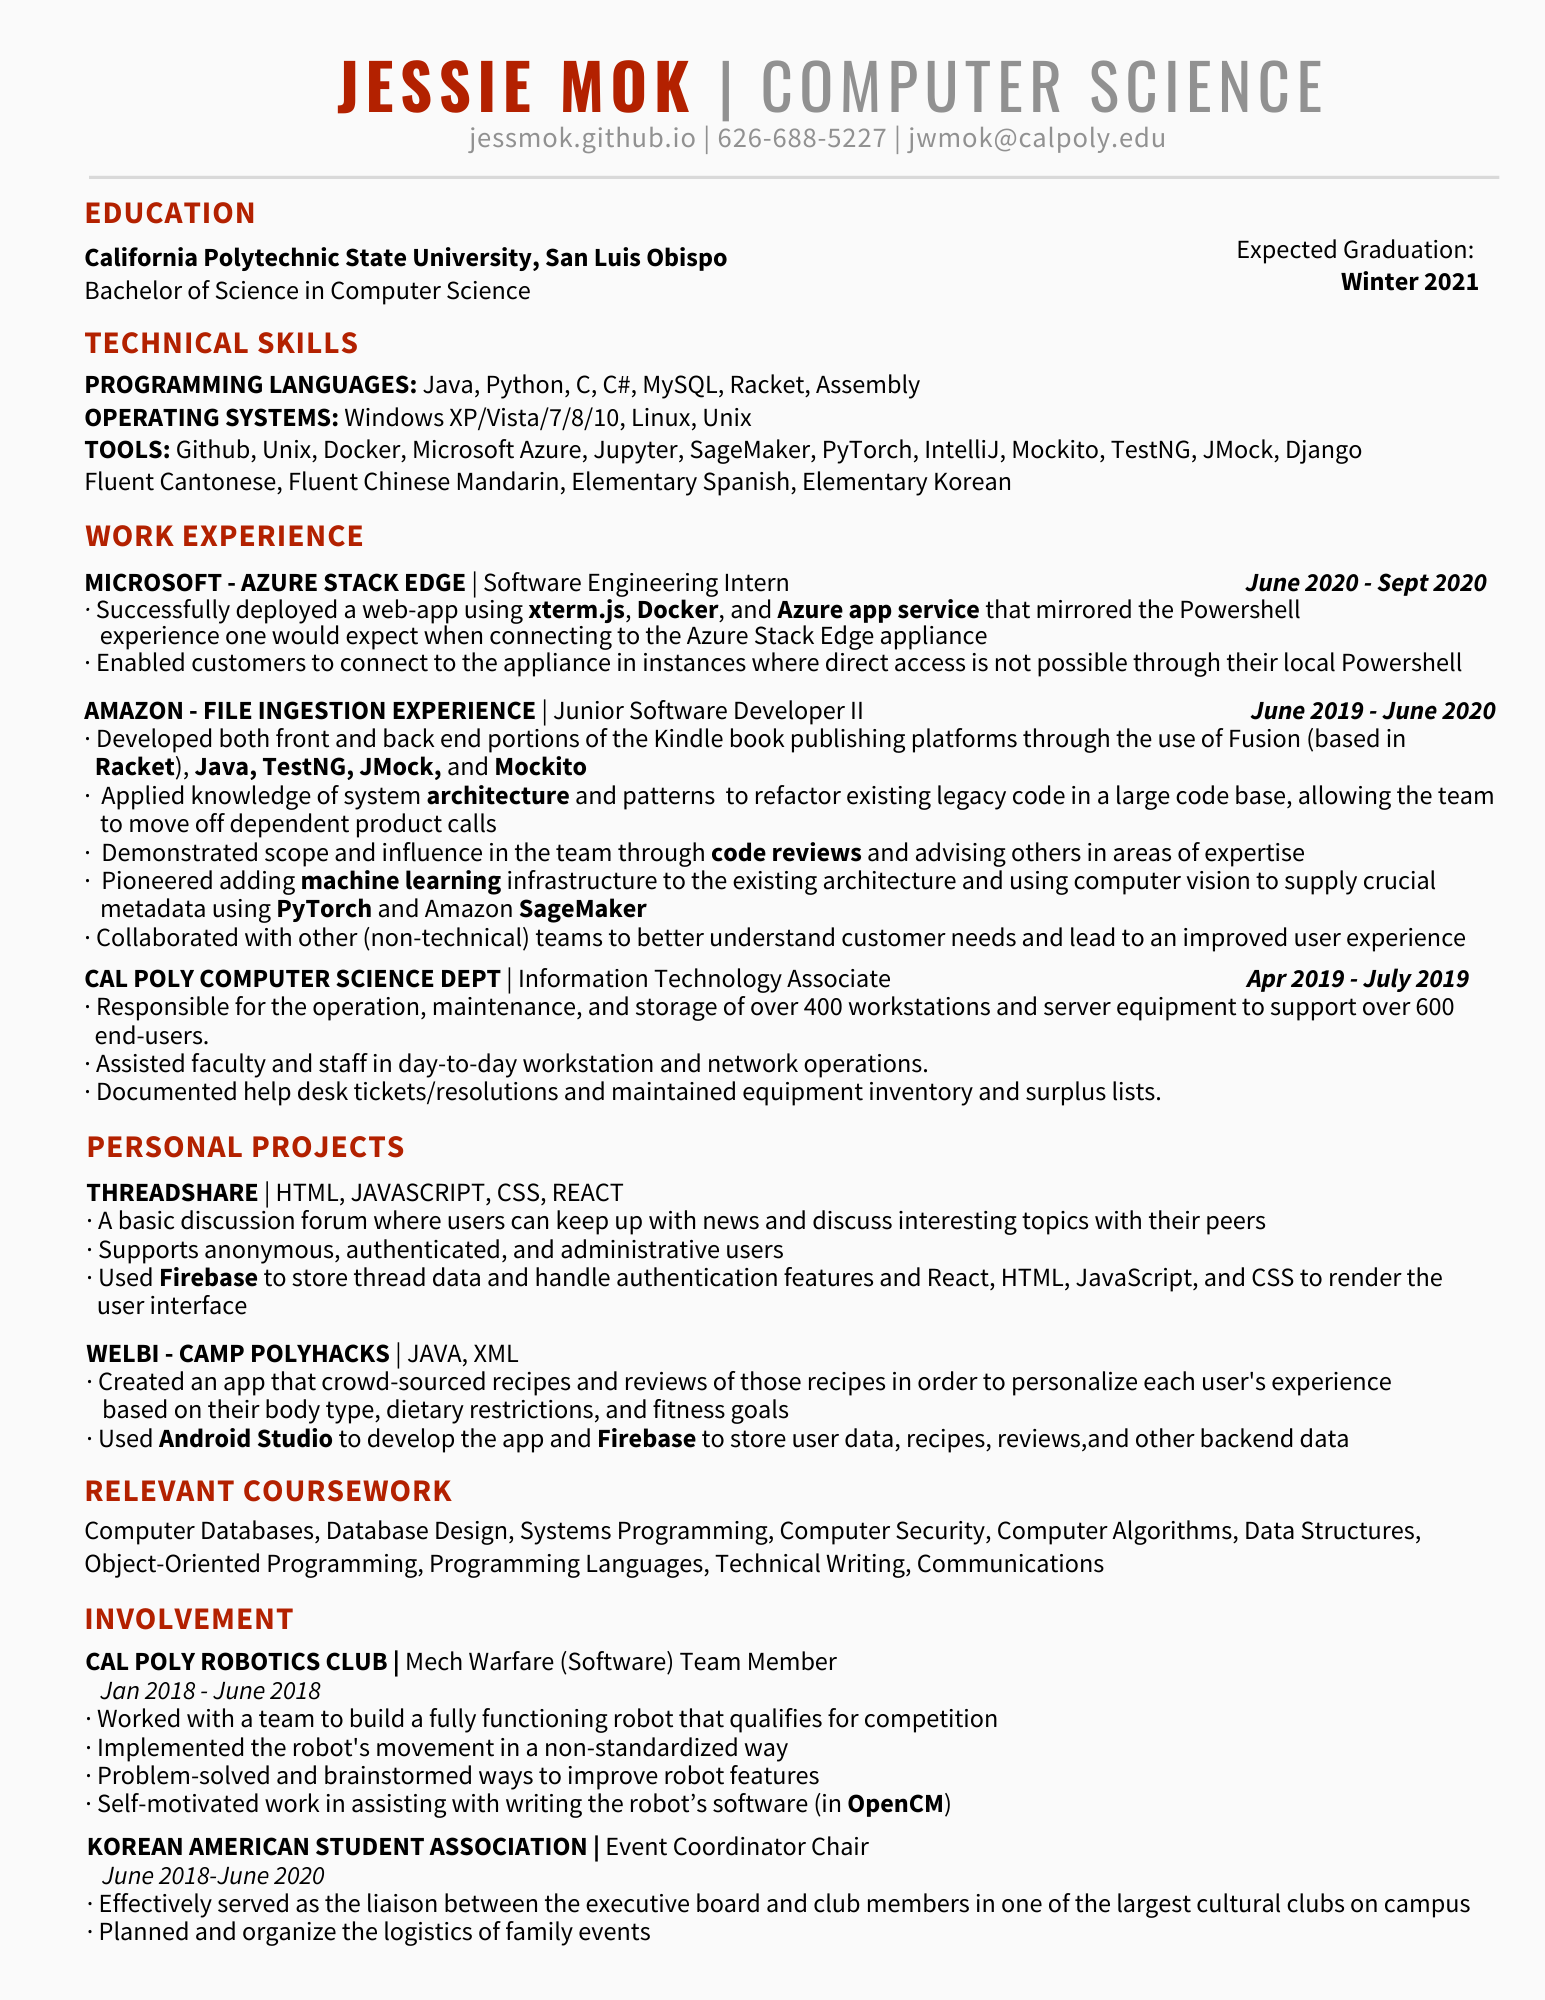 JESSIE MOK | COMPUTER SCIENCE
jessmok.github.io | 626-688-5227 | jwmok@calpoly.edu
EDUCATION
California Polytechnic State University, San Luis Obispo
Bachelor of Science in Computer Science
Expected Graduation:
Winter 2021
TECHNICAL SKILLS
PROGRAMMING LANGUAGES: Java, Python, C, C#, MySQL, Racket, Assembly
OPERATING SYSTEMS: Windows XP/Vista/7/8/10, Linux, Unix
TOOLS: Github, Unix, Docker, Microsoft Azure, Jupyter, SageMaker, PyTorch, IntelliJ, Mockito, TestNG, JMock, Django
Fluent Cantonese, Fluent Chinese Mandarin, Elementary Spanish, Elementary Korean
WORK EXPERIENCE
MICROSOFT - AZURE STACK EDGE | Software Engineering Intern June 2020 - Sept 2020
· Successfully deployed a web-app using xterm.js, Docker, and Azure app service that mirrored the Powershell
experience one would expect when connecting to the Azure Stack Edge appliance
· Enabled customers to connect to the appliance in instances where direct access is not possible through their local Powershell
AMAZON - FILE INGESTION EXPERIENCE | Junior Software Developer II June 2019 - June 2020
· Developed both front and back end portions of the Kindle book publishing platforms through the use of Fusion (based in
Racket), Java, TestNG, JMock, and Mockito
· Applied knowledge of system architecture and patterns to refactor existing legacy code in a large code base, allowing the team
to move off dependent product calls
· Demonstrated scope and influence in the team through code reviews and advising others in areas of expertise
· Pioneered adding machine learning infrastructure to the existing architecture and using computer vision to supply crucial
metadata using PyTorch and Amazon SageMaker
· Collaborated with other (non-technical) teams to better understand customer needs and lead to an improved user experience
CAL POLY COMPUTER SCIENCE DEPT | Information Technology Associate Apr 2019 - July 2019
· Responsible for the operation, maintenance, and storage of over 400 workstations and server equipment to support over 600
end-users.
· Assisted faculty and staff in day-to-day workstation and network operations.
· Documented help desk tickets/resolutions and maintained equipment inventory and surplus lists.
PERSONAL PROJECTS
THREADSHARE | HTML, JAVASCRIPT, CSS, REACT
· A basic discussion forum where users can keep up with news and discuss interesting topics with their peers
· Supports anonymous, authenticated, and administrative users
· Used Firebase to store thread data and handle authentication features and React, HTML, JavaScript, and CSS to render the
user interface
WELBI - CAMP POLYHACKS | JAVA, XML
· Created an app that crowd-sourced recipes and reviews of those recipes in order to personalize each user's experience
based on their body type, dietary restrictions, and fitness goals
· Used Android Studio to develop the app and Firebase to store user data, recipes, reviews,and other backend data
RELEVANT COURSEWORK
Computer Databases, Database Design, Systems Programming, Computer Security, Computer Algorithms, Data Structures,
Object-Oriented Programming, Programming Languages, Technical Writing, Communications
INVOLVEMENT
CAL POLY ROBOTICS CLUB | Mech Warfare (Software) Team Member
Jan 2018 - June 2018
· Worked with a team to build a fully functioning robot that qualifies for competition
· Implemented the robot's movement in a non-standardized way
· Problem-solved and brainstormed ways to improve robot features
· Self-motivated work in assisting with writing the robot’s software (in OpenCM)
KOREAN AMERICAN STUDENT ASSOCIATION | Event Coordinator Chair
June 2018-June 2020
· Effectively served as the liaison between the executive board and club members in one of the largest cultural clubs on campus
· Planned and organize the logistics of family events